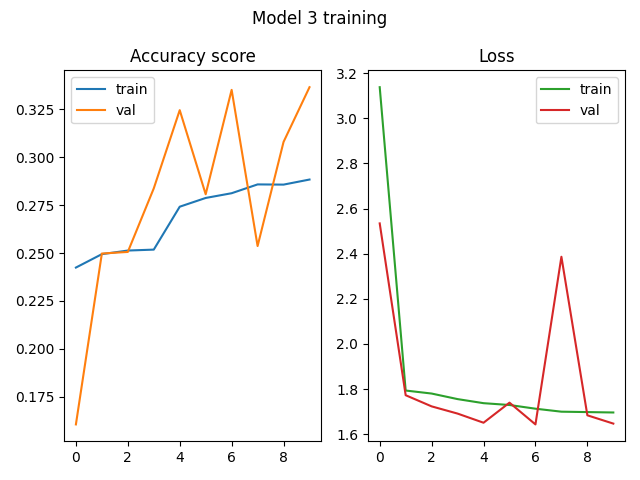 Model 3 training
Accuracy score
train
val
0.325
0.300
0.275
0.250
0.225
0.200
0.175
0 2 4 6 8
Loss
train
val
3.2
3.0
2.8
2.6
2.4
2.2
2.0
1.8
1.6
0 2 4 6 8